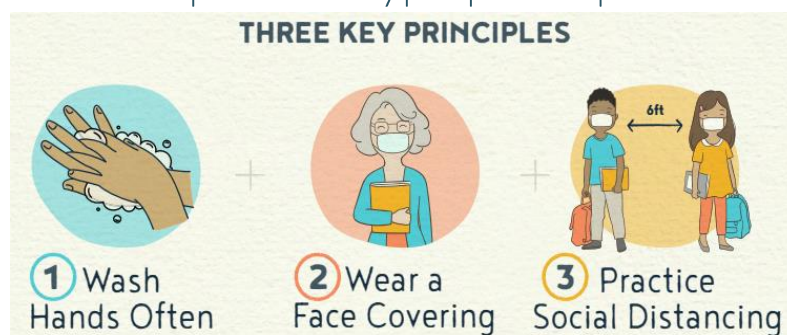 THREE KEY PRINCIPLES
6ft
1 Wash
Hands Often
2 Wear a
Face Covering
3 Practice
Social Distancing